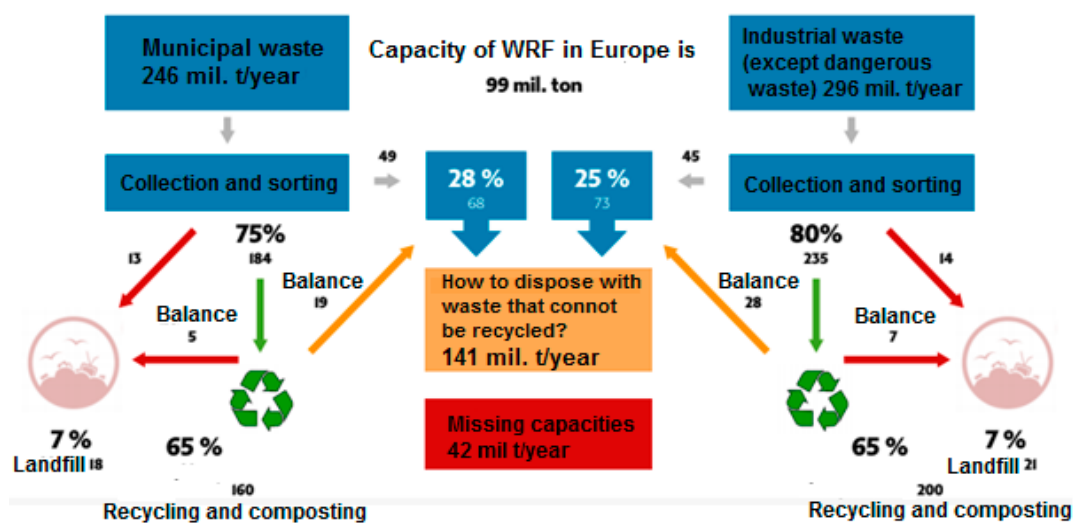 Municipal waste
246 mil. t/year
Capacity of WRF in Europe is
99 mil. ton
Industrial waste
(except dangerous
waste) 296 mil. t/year
Collection and sorting
49
28 %
68
25 %
73
45
Collection and sorting
75%
184
13
Balance
19
Balance
5
80%
235
14
Balance
28
Balance
7
How to dispose with
waste that connot
be recycled?
141 mil. t/year
Missing capacities
42 mil t/year
7 %
Landfill 18
65 %
160
Recycling and composting
65 %
200
Recycling and composting
7 %
Landfill 21